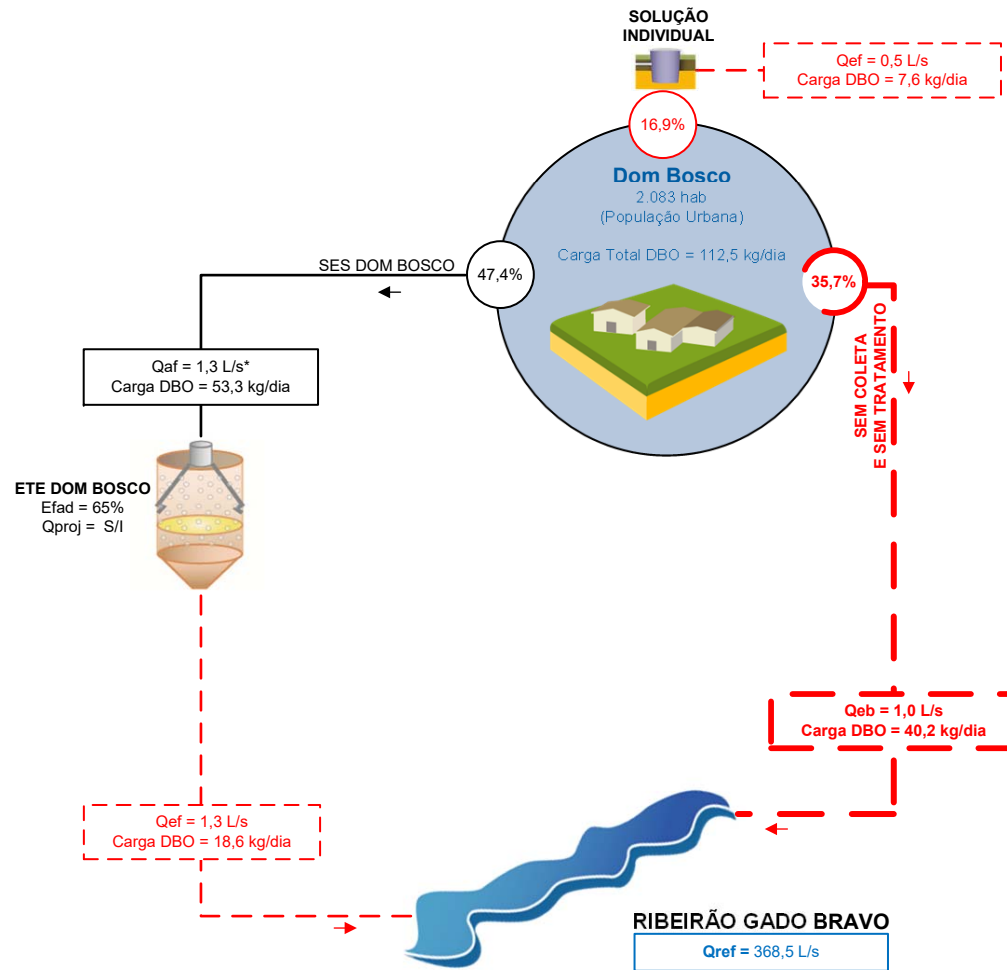 SOLUÇÃO
INDIVIDUAL
Qef = 0,5 L/s
Carga DBO = 7,6 kg/dia
16,9%
Dom Bosco
2.083 hab
(População Urbana)
Carga Total DBO = 112,5 kg/dia
SES DOM BOSCO
47,4%
35,7%
SEM COLETA
E SEM TRATAMENTO
Qaf = 1,3 L/s*
Carga DBO = 53,3 kg/dia
ETE DOM BOSCO
Efad = 65%
Qproj = S/I
Qeb = 1,0 L/s
Carga DBO = 40,2 kg/dia
Qef = 1,3 L/s
Carga DBO = 18,6 kg/dia
RIBEIRÃO GADO BRAVO
Qref = 368,5 L/s